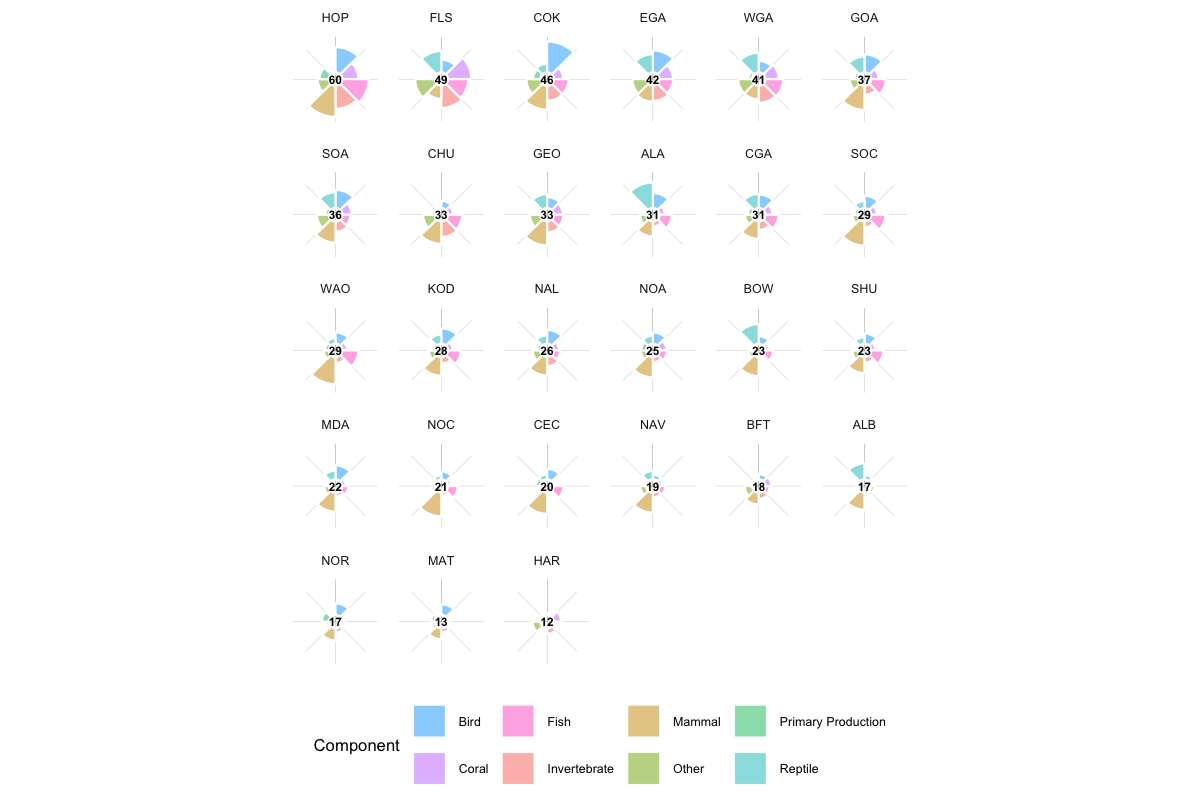 HOP FLS COK EGA WGA GOA
60 49 46 42 41 37
SOA CHU GEO ALA CGA SOC
36 33 33 31 31 29
WAO KOD NAL NOA BOW SHU
29 28 26 25 23 23
MDA NOC CEC NAV BFT ALB
22 21 20 19 18 17
NOR MAT HAR
17 13 12
Bird Fish Mammal Primary Production
Component
Coral Invertebrate Other Reptile